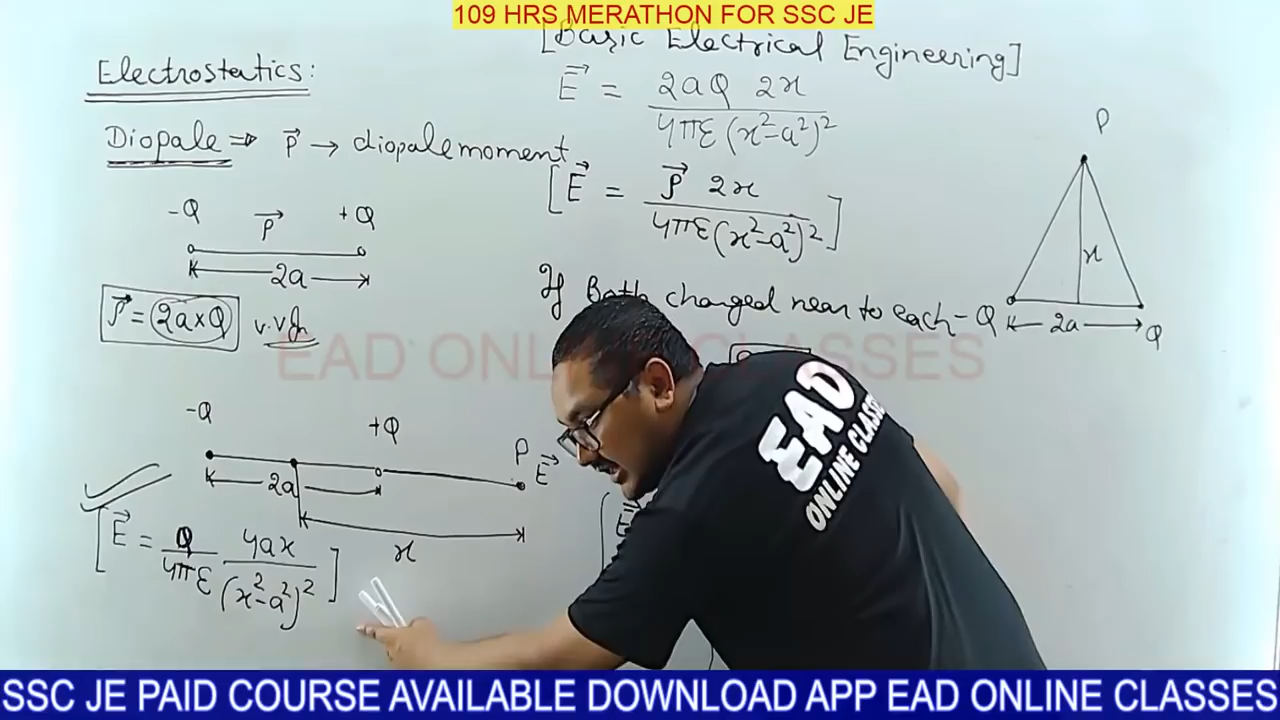 109 HRS MERATHON FOR SSC JE
[Basic Electrical Engineering]
Electrostatics:
Diopale ⇒ P⃗ → diopalemoment
-Q P⃗ +Q
2a
P⃗ = 2a×Q v.v.
E⃗ = 2aQ 2x / 4πε(x²-a²)²
[E⃗ = P⃗ 2x / 4πε(x²-a²)²]
If Both changed near to each
P
x
-Q 2a Q
EAD ONLINE CLASSES
-Q +Q P E⃗
2a
x
[E⃗ = Q/4πε 4ax/(x²-a²)²]
E⃗
EAD
ONLINE CLASSES
SSC JE PAID COURSE AVAILABLE DOWNLOAD APP EAD ONLINE CLASSES